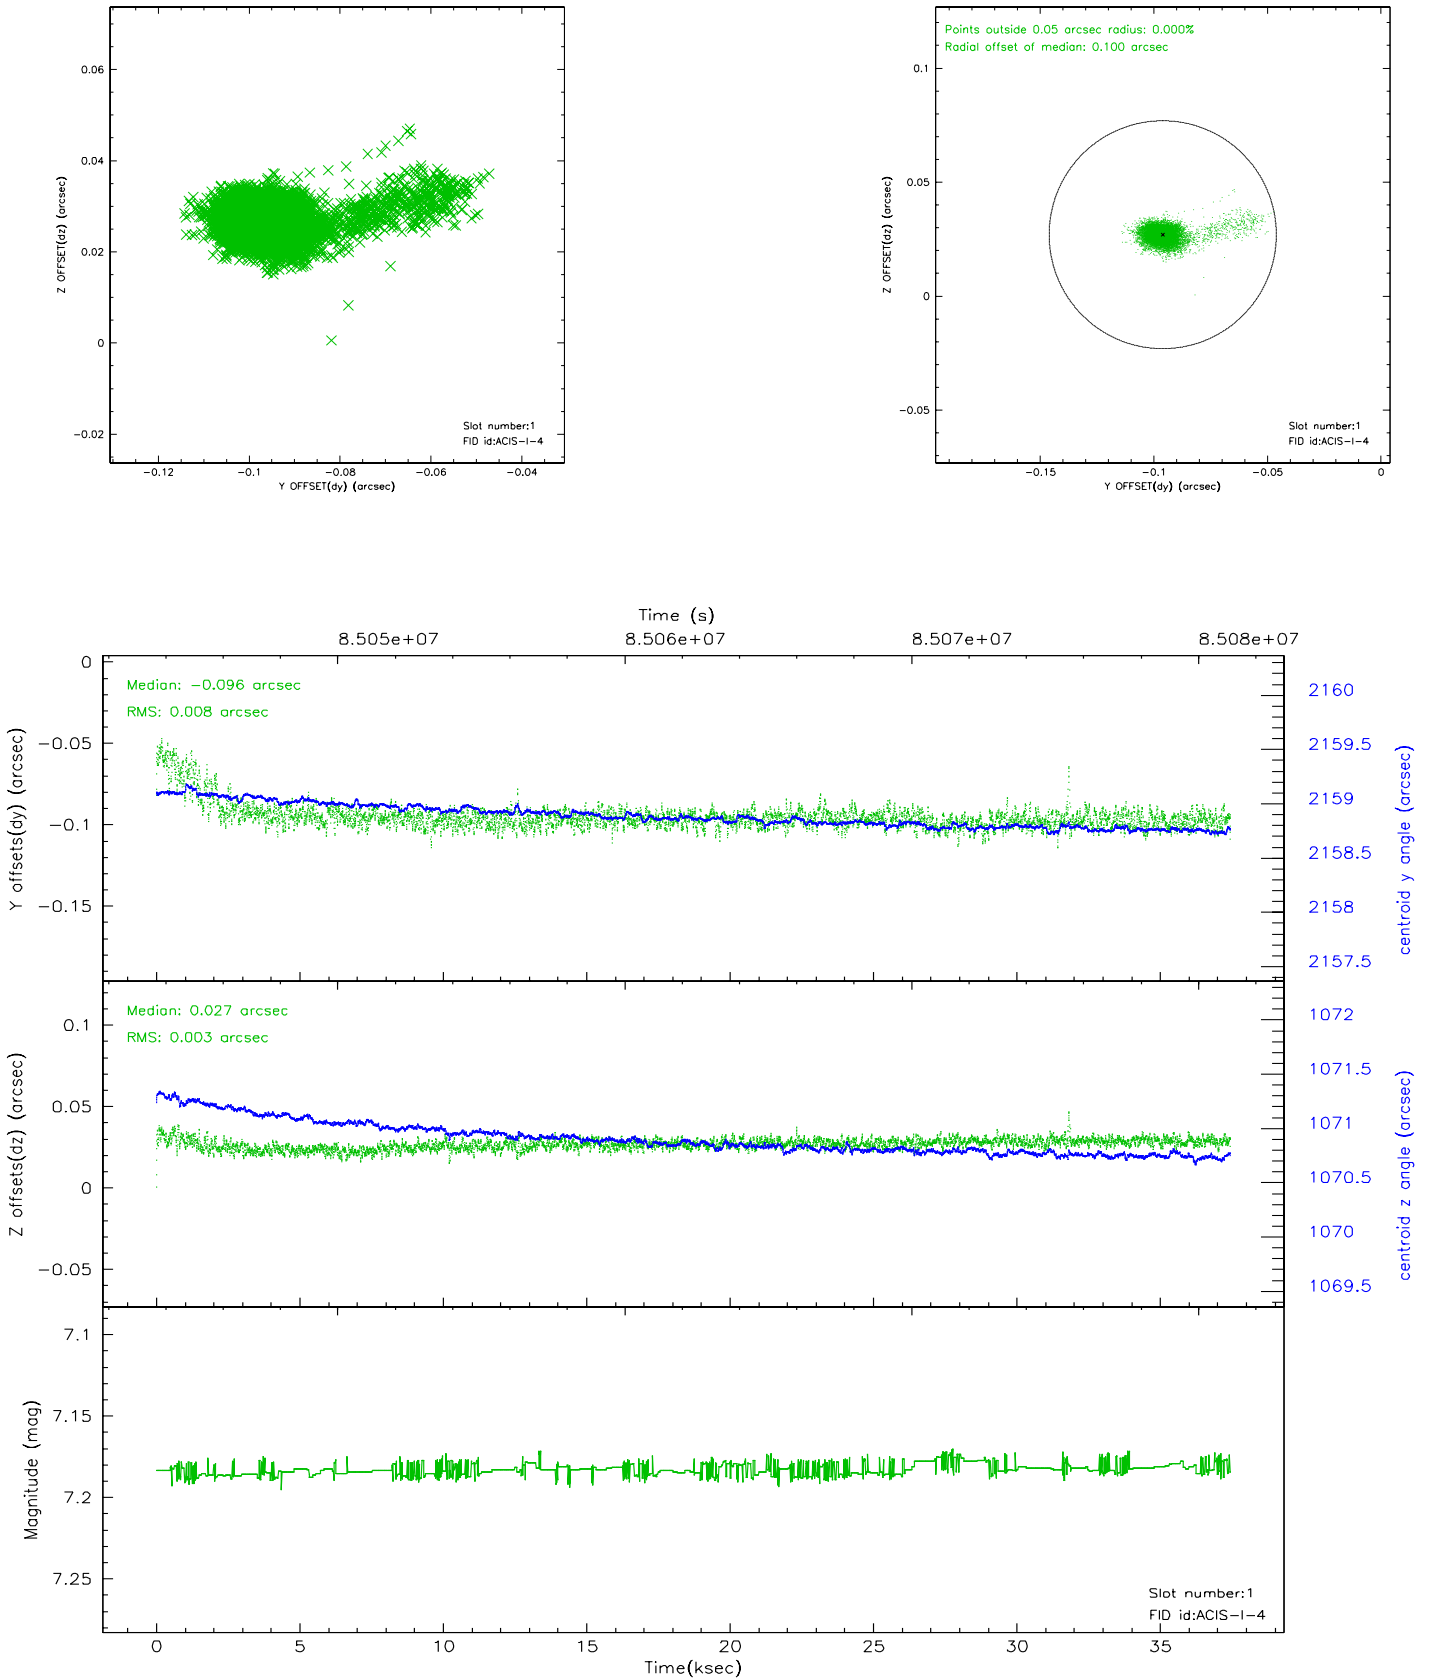 0.06
0.04
0.02
0
−0.02
Z OFFSET(dz) (arcsec)
Slot number:1
FID id:ACIS−I−4
−0.12
−0.1
−0.08
−0.06
−0.04
Y OFFSET(dy) (arcsec)
Points outside 0.05 arcsec radius: 0.000%
Radial offset of median: 0.100 arcsec
0.1
0.05
0
−0.05
Z OFFSET(dz) (arcsec)
Slot number:1
FID id:ACIS−I−4
−0.15
−0.1
−0.05
0
Y OFFSET(dy) (arcsec)
Time (s)
8.505e+07
8.506e+07
8.507e+07
8.508e+07
Median: −0.096 arcsec
RMS: 0.008 arcsec
0
−0.05
−0.1
−0.15
Y offsets(dy) (arcsec)
2160
2159.5
2159
2158.5
2158
2157.5
centroid y angle (arcsec)
Median: 0.027 arcsec
RMS: 0.003 arcsec
0.1
0.05
0
−0.05
Z offsets(dz) (arcsec)
1072
1071.5
1071
1070.5
1070
1069.5
centroid z angle (arcsec)
7.1
7.15
7.2
7.25
Magnitude (mag)
Slot number:1
FID id:ACIS−I−4
0
5
10
15
20
25
30
35
Time(ksec)